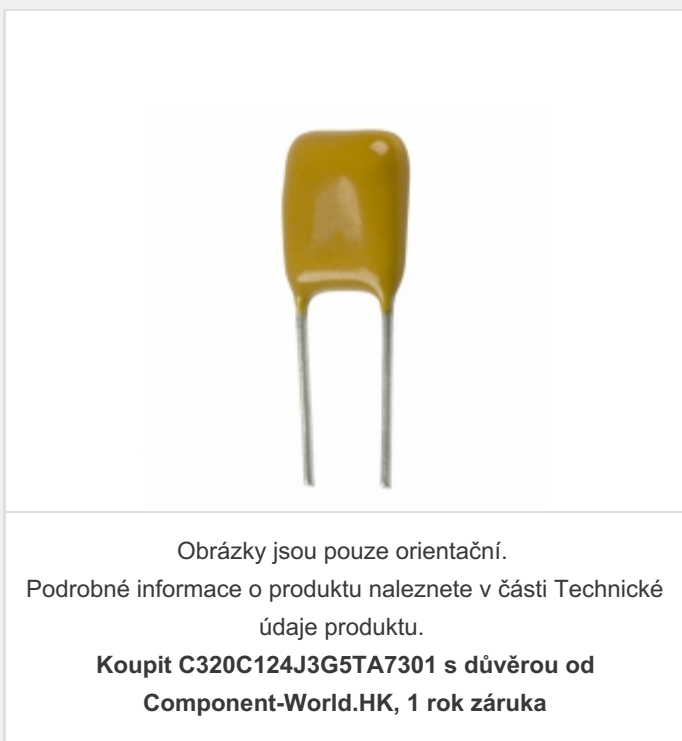 Obrázky jsou pouze orientační.
Podrobné informace o produktu naleznete v části Technické
údaje produktu.
Koupit C320C124J3G5TA7301 s důvěrou od
Component-World.HK, 1 rok záruka